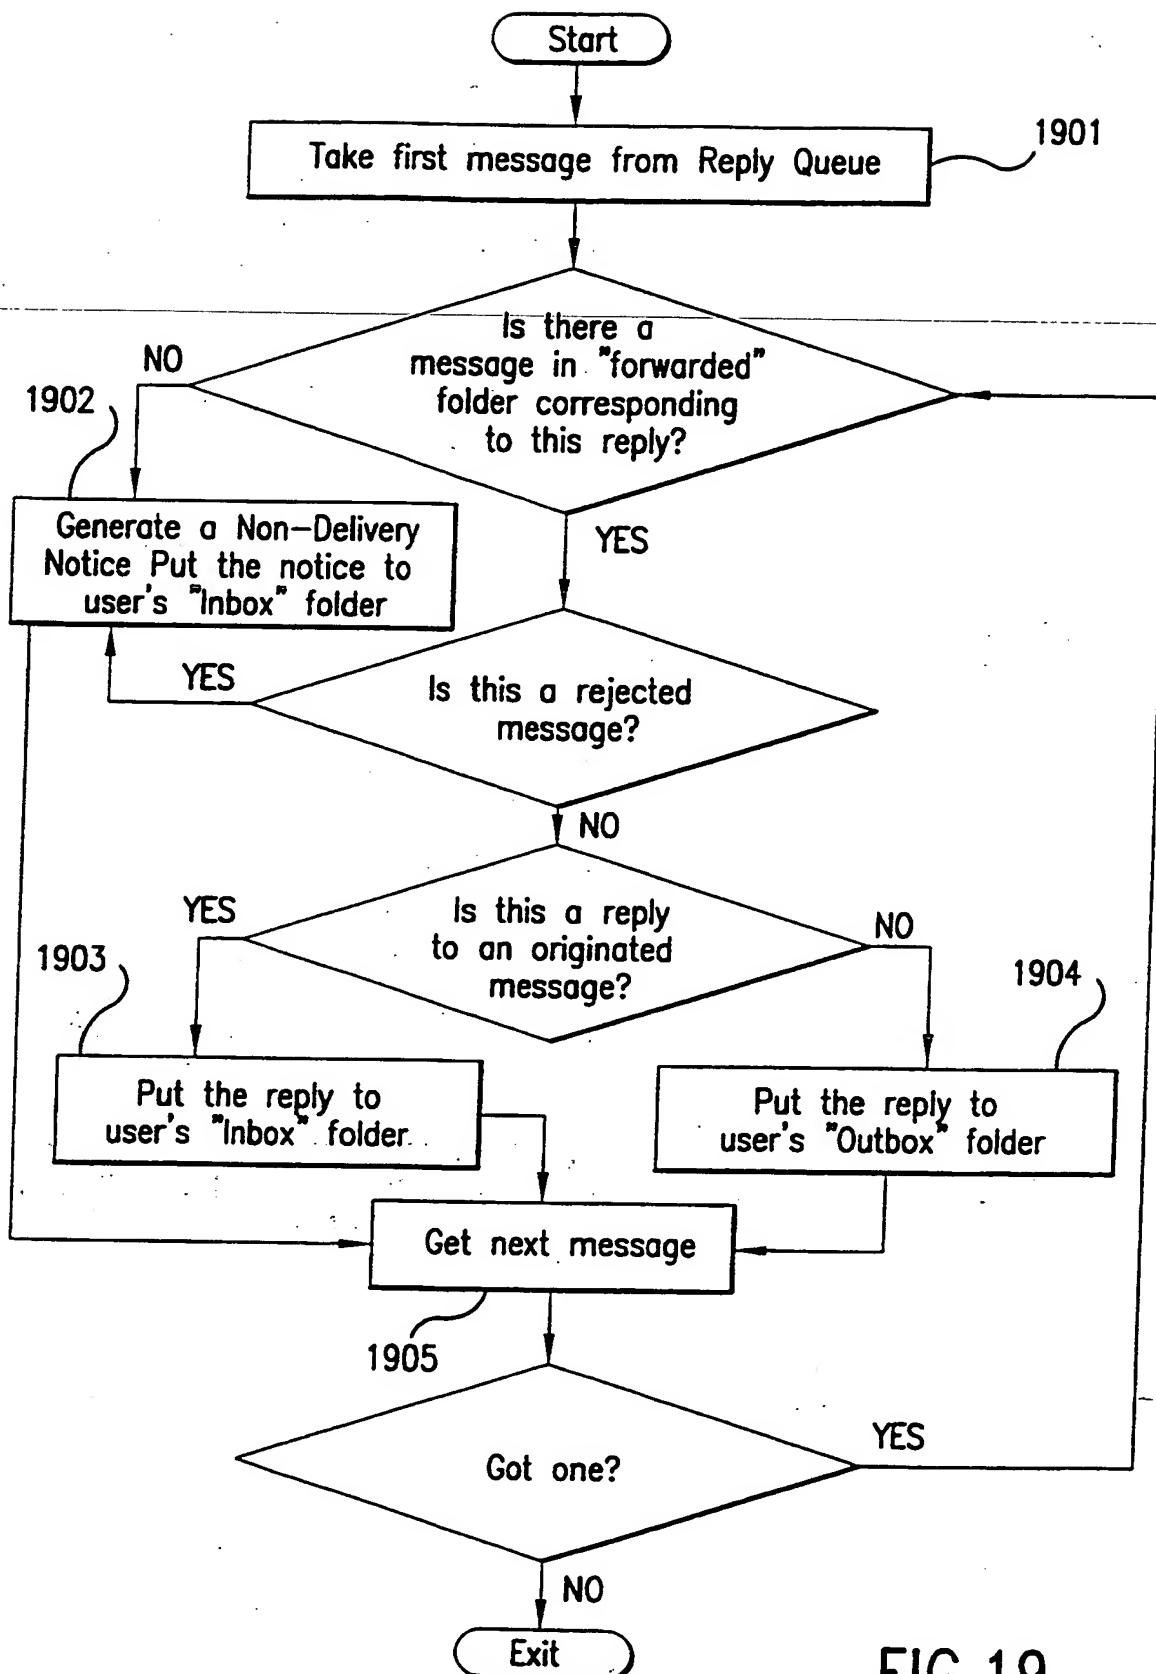 Start
Take first message from Reply Queue
1901
Is there a
message in "forwarded"
folder corresponding
to this reply?
NO
1902
Generate a Non-Delivery
Notice Put the notice to
user's "Inbox" folder
YES
Is this a rejected
message?
YES
NO
Is this a reply
to an originated
message?
YES
NO
1903
1904
Put the reply to
user's "Inbox" folder
Put the reply to
user's "Outbox" folder
Get next message
1905
Got one?
YES
NO
Exit
FIG.19